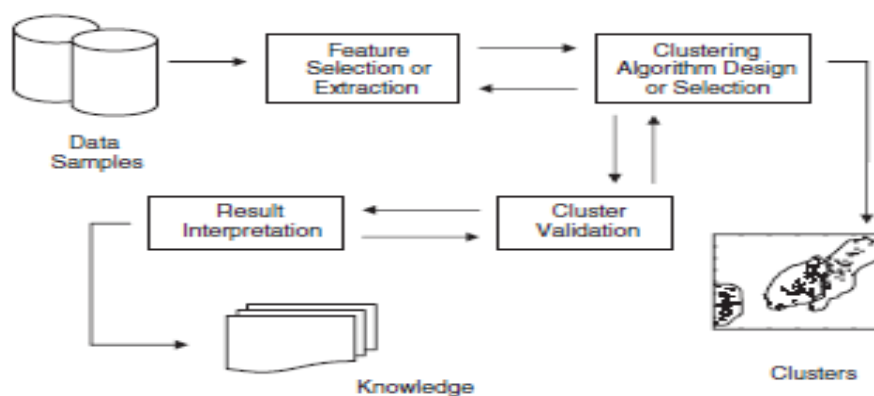 Feature
Selection or
Extraction
Clustering
Algorithm Design
or Selection
Data
Samples
Result
Interpretation
Cluster
Validation
Knowledge
Clusters